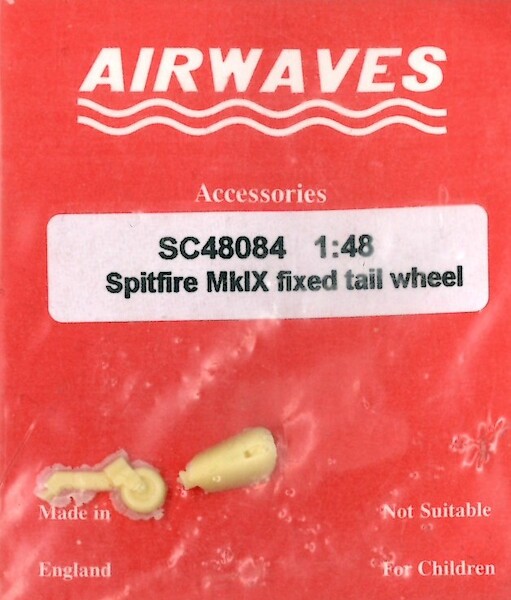 AIRWAVES
Accessories
SC48084 1:48
Spitfire MkIX fixed tail wheel
Made in
England
Not Suitable
For Children